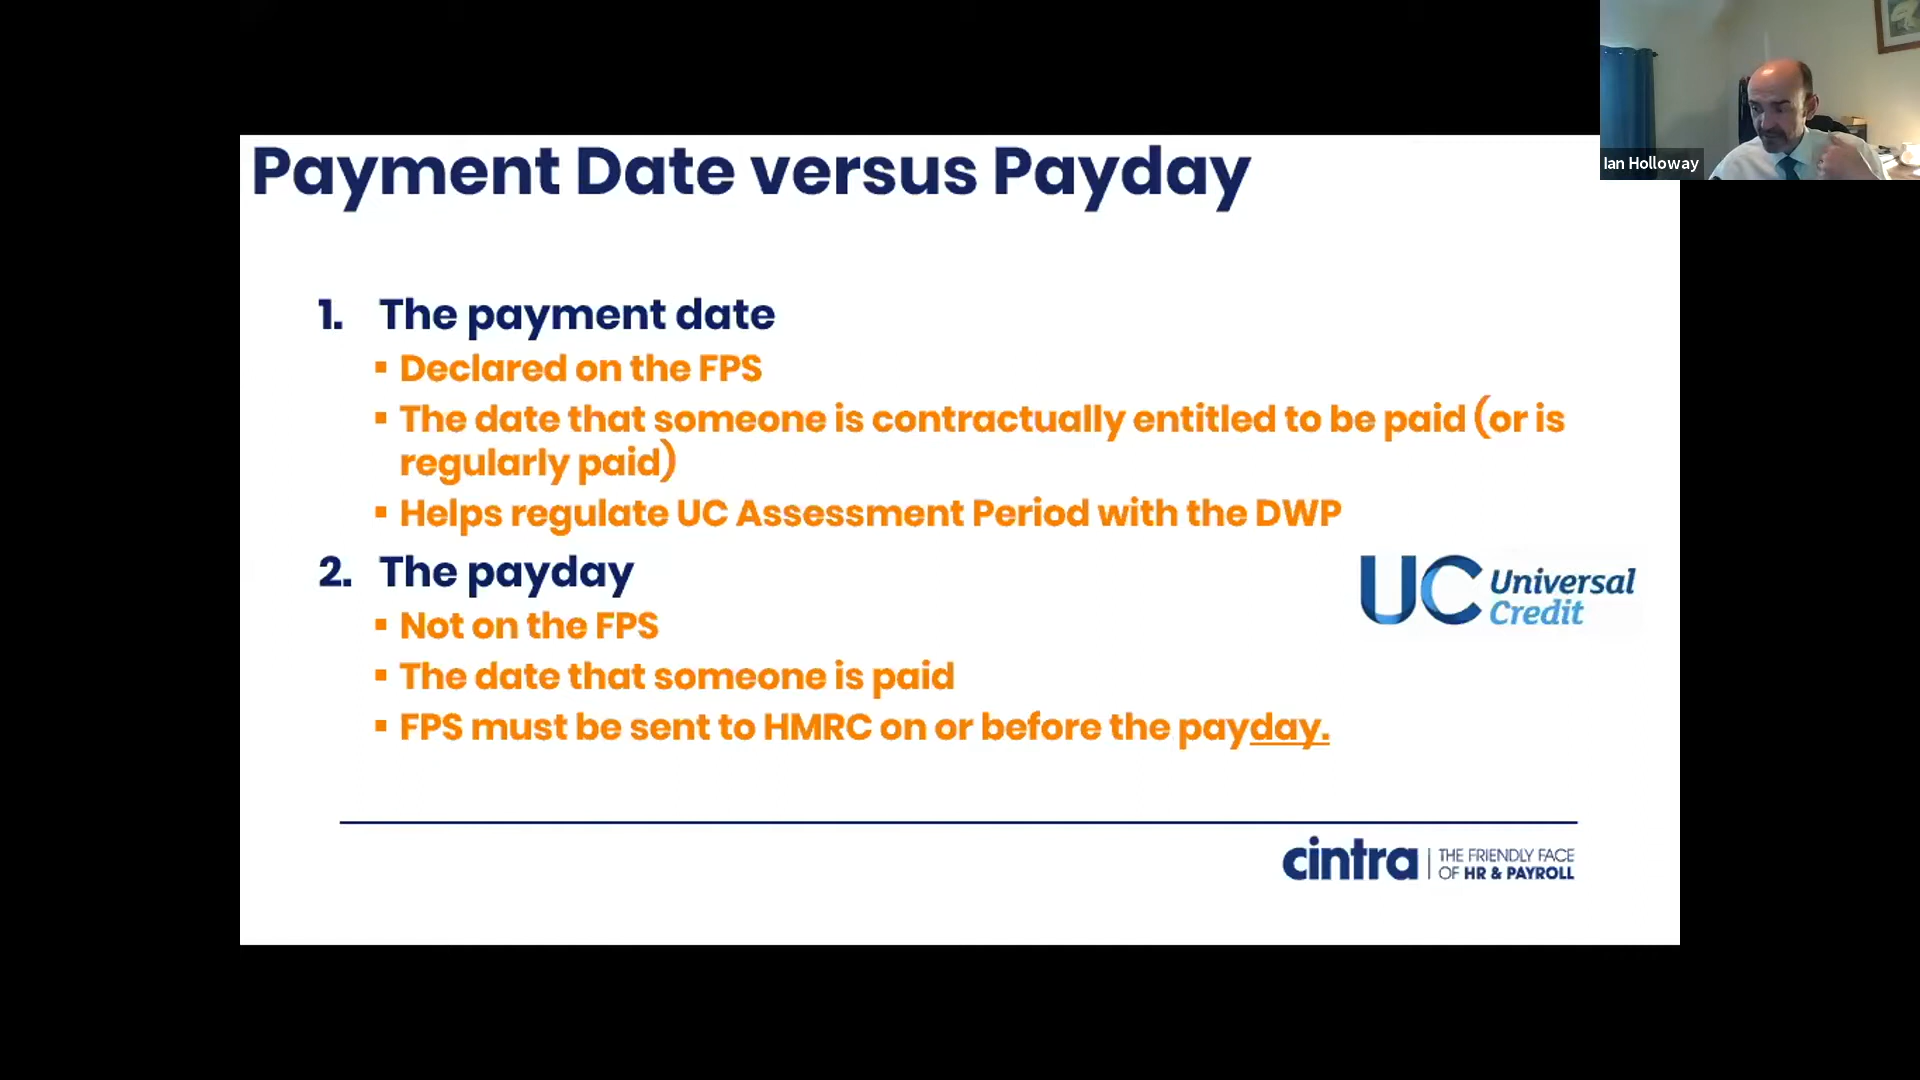 Payment Date versus Payday
Ian Holloway
1. The payment date
▪ Declared on the FPS
▪ The date that someone is contractually entitled to be paid (or is
regularly paid)
▪ Helps regulate UC Assessment Period with the DWP
2. The payday
▪ Not on the FPS
▪ The date that someone is paid
▪ FPS must be sent to HMRC on or before the payday.
UC Universal
Credit
cintra THE FRIENDLY FACE
OF HR & PAYROLL